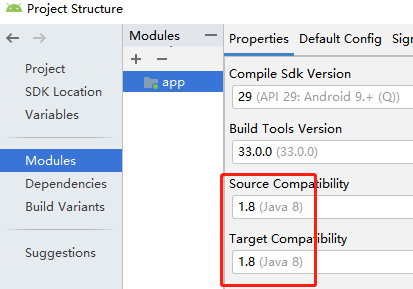 Project Structure
Modules
Properties
Default Config
Project
SDK Location
Variables
Modules
Dependencies
Build Variants
Suggestions
app
Compile Sdk Version
29 (API 29: Android 9.+ (Q))
Build Tools Version
33.0.0 (33.0.0)
Source Compatibility
1.8 (Java 8)
Target Compatibility
1.8 (Java 8)